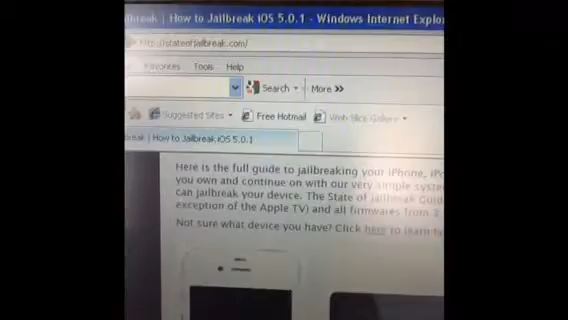 ilbreak | How to Jailbreak iOS 5.0.1 - Windows Internet Explo
http://stateofjailbreak.com/
Favorites Tools Help
Search More
Suggested Sites Free Hotmail Web Slice Gallery
reak | How to Jailbreak iOS 5.0.1
Here is the full guide to jailbreaking your iPhone, iPo
you own and continue on with our very simple syste
can jailbreak your device. The State of Jailbreak Guid
exception of the Apple TV) and all firmwares from
Not sure what device you have? Click here to learn